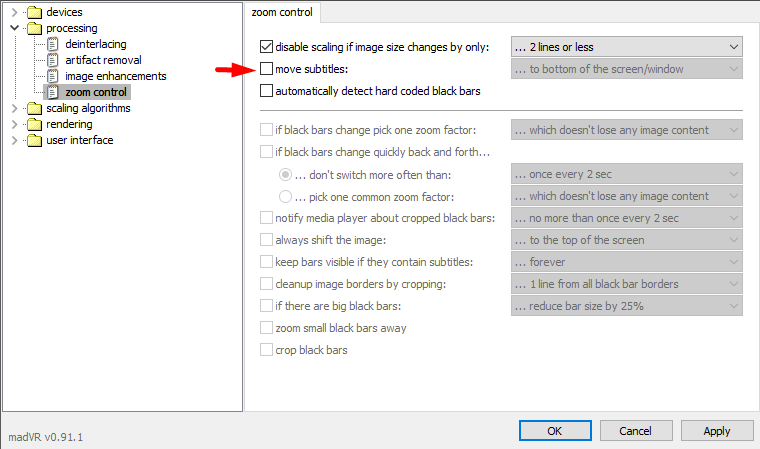 devices
processing
deinterlacing
artifact removal
image enhancements
zoom control
scaling algorithms
rendering
user interface
zoom control
disable scaling if image size changes by only: ... 2 lines or less
move subtitles: ... to bottom of the screen/window
automatically detect hard coded black bars
if black bars change pick one zoom factor: ... which doesn't lose any image content
if black bars change quickly back and forth...
... don't switch more often than: ... once every 2 sec
... pick one common zoom factor: ... which doesn't lose any image content
notify media player about cropped black bars: ... no more than once every 2 sec
always shift the image: ... to the top of the screen
keep bars visible if they contain subtitles: ... forever
cleanup image borders by cropping: ... 1 line from all black bar borders
if there are big black bars: ... reduce bar size by 25%
zoom small black bars away
crop black bars
madVR v0.91.1
OK Cancel Apply